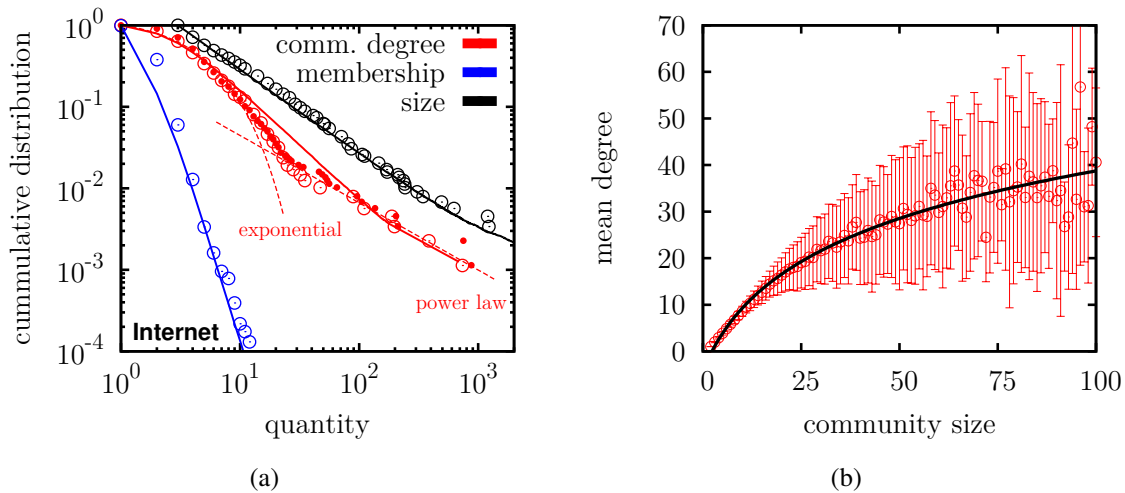 cummulative distribution
10^0
10^-1
10^-2
10^-3
10^-4
comm. degree
membership
size
exponential
power law
Internet
10^0
10^1
10^2
10^3
quantity
(a)
mean degree
70
60
50
40
30
20
10
0
0
25
50
75
100
community size
(b)